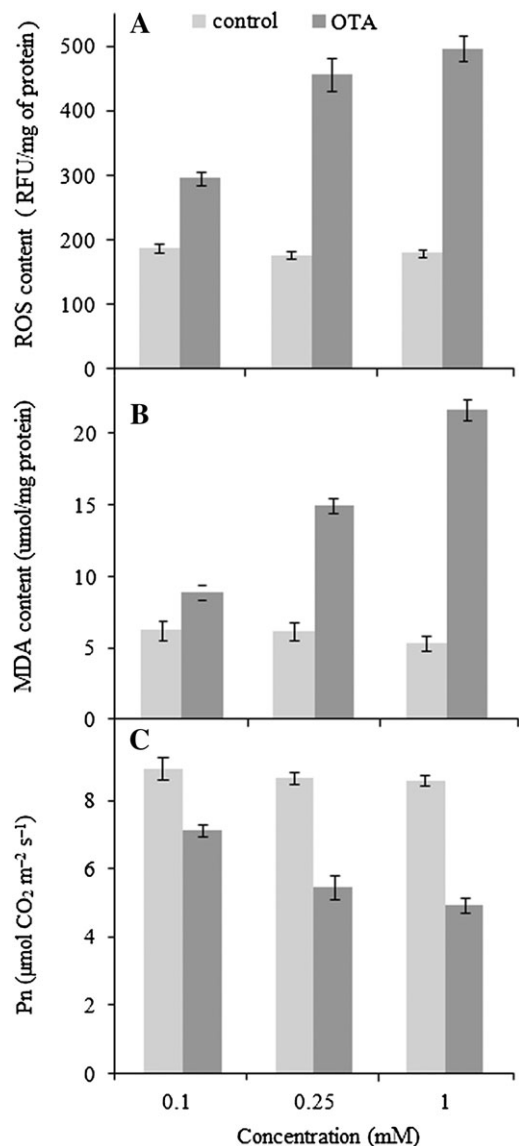 control OTA
A
500
400
300
200
100
0
ROS content ( RFU/mg of protein)
B
20
15
10
5
0
MDA content (umol/mg protein)
C
8
6
4
2
0
Pn (µmol CO₂ m⁻² s⁻¹)
0.1 0.25 1
Concentration (mM)